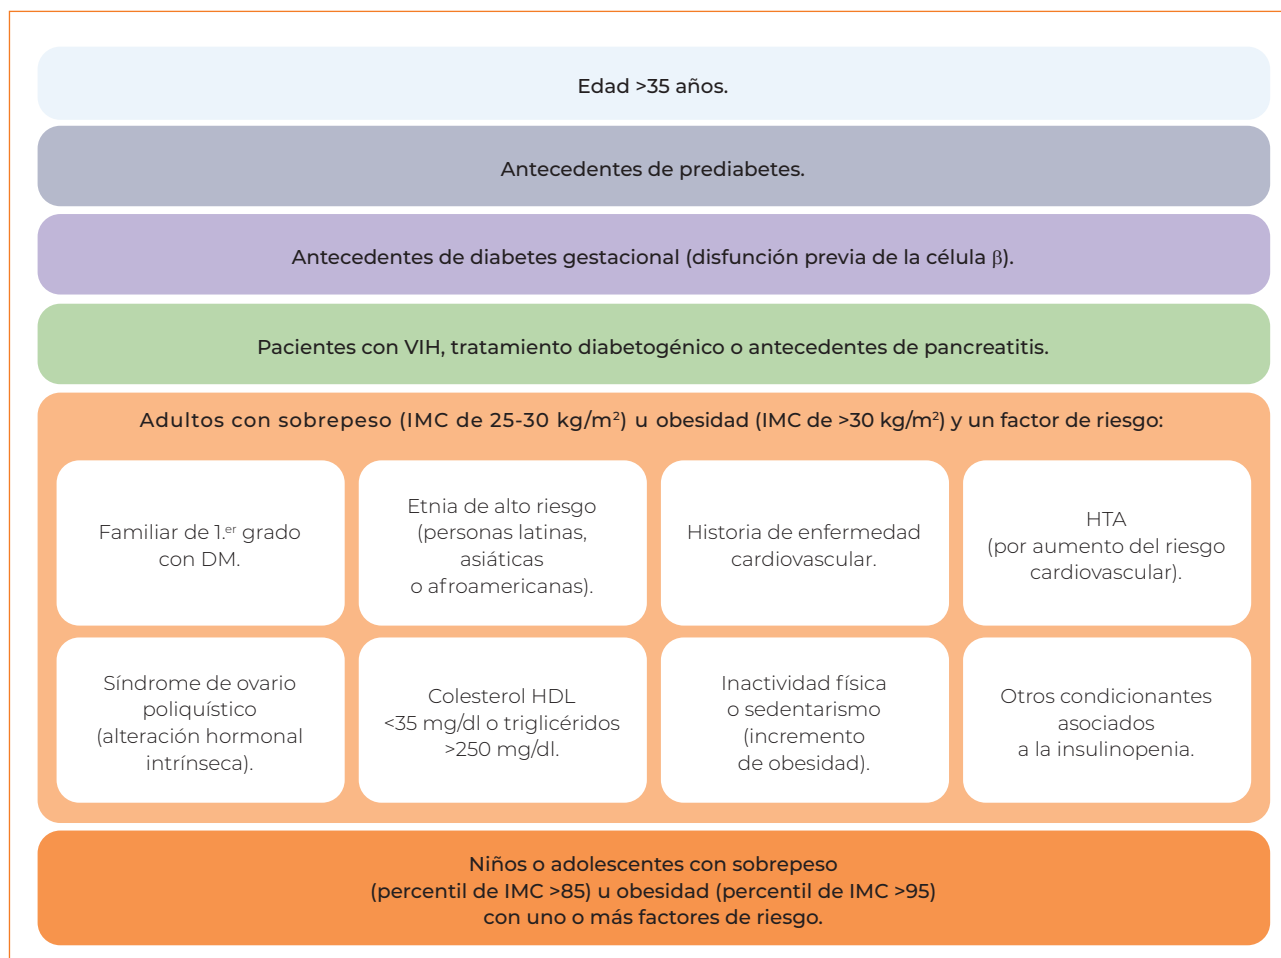 Edad >35 años.
Antecedentes de prediabetes.
Antecedentes de diabetes gestacional (disfunción previa de la célula β).
Pacientes con VIH, tratamiento diabetogénico o antecedentes de pancreatitis.
Adultos con sobrepeso (IMC de 25-30 kg/m²) u obesidad (IMC de >30 kg/m²) y un factor de riesgo:
Familiar de 1.er grado
con DM.
Etnia de alto riesgo
(personas latinas,
asiáticas
o afroamericanas).
Historia de enfermedad
cardiovascular.
HTA
(por aumento del riesgo
cardiovascular).
Síndrome de ovario
poliquístico
(alteración hormonal
intrínseca).
Colesterol HDL
<35 mg/dl o triglicéridos
>250 mg/dl.
Inactividad física
o sedentarismo
(incremento
de obesidad).
Otros condicionantes
asociados
a la insulinopenia.
Niños o adolescentes con sobrepeso
(percentil de IMC >85) u obesidad (percentil de IMC >95)
con uno o más factores de riesgo.